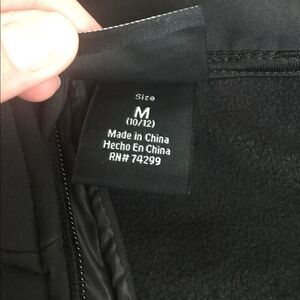 Size
M
(10/12)
Made in China
Hecho En China
RN# 74299